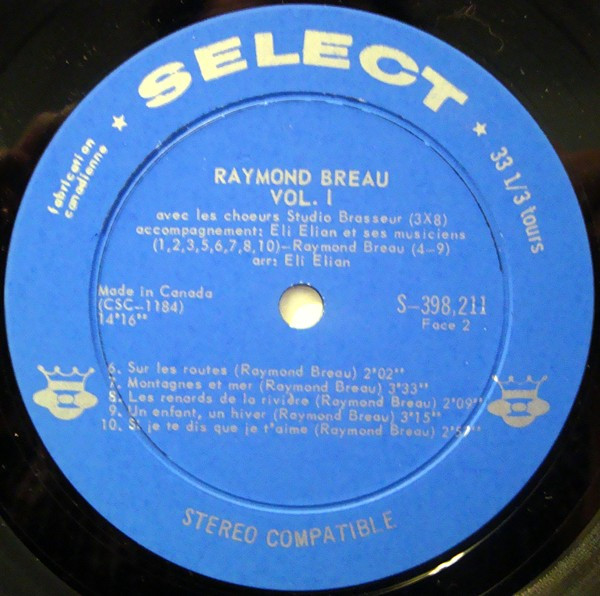 SELECT
fabrication
canadienne
33 1/3 tours
RAYMOND BREAU
VOL. I
avec les choeurs Studio Brasseur (3X8)
accompagnement: Eli Elian et ses musiciens
(1,2,3,5,6,7,8,10)-Raymond Breau (4-9)
arr: Eli Elian
Made in Canada
(CSC-1184)
14'16"
S-398,211
Face 2
6. Sur les routes (Raymond Breau) 2'02"
7. Montagnes et mer (Raymond Breau) 3'33"
8. Les renards de la rivière (Raymond Breau) 2'09"
9. Un enfant, un hiver (Raymond Breau) 3'15"
10. Si je te dis que je t'aime (Raymond Breau)
STEREO COMPATIBLE